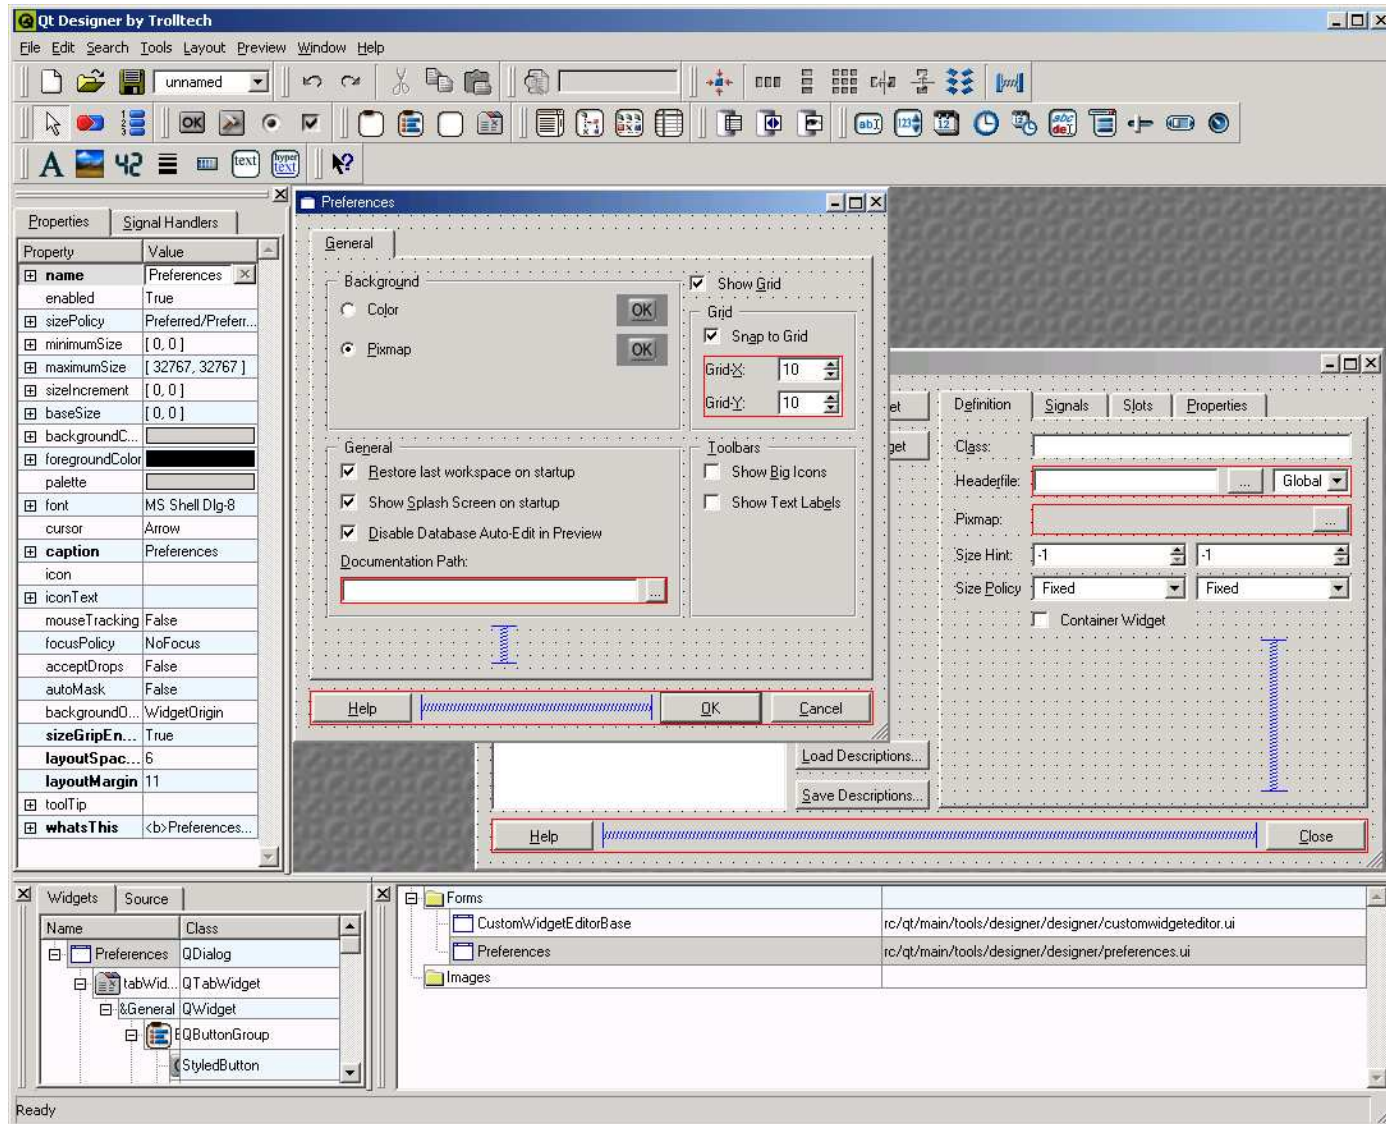 Qt Designer by Trolltech
File Edit Search Tools Layout Preview Window Help
unnamed
OK
text
hyper text
Properties Signal Handlers
Property Value
name Preferences
enabled True
sizePolicy Preferred/Preferr...
minimumSize [ 0, 0 ]
maximumSize [ 32767, 32767 ]
sizeIncrement [ 0, 0 ]
baseSize [ 0, 0 ]
backgroundC...
foregroundColor
palette
font MS Shell Dlg-8
cursor Arrow
caption Preferences
icon
iconText
mouseTracking False
focusPolicy NoFocus
acceptDrops False
autoMask False
backgroundO... WidgetOrigin
sizeGripEn... True
layoutSpac... 6
layoutMargin 11
toolTip
whatsThis <b>Preferences...
Preferences
General
Background
Color OK
Pixmap OK
Show Grid
Grid
Snap to Grid
Grid-X: 10
Grid-Y: 10
General
Restore last workspace on startup
Show Splash Screen on startup
Disable Database Auto-Edit in Preview
Documentation Path:
...
Toolbars
Show Big Icons
Show Text Labels
Help OK Cancel
et
get
Definition Signals Slots Properties
Class:
Headerfile: ... Global
Pixmap: ...
Size Hint: -1 -1
Size Policy Fixed Fixed
Container Widget
Load Descriptions...
Save Descriptions...
Help Close
Widgets Source
Name Class
Preferences QDialog
tabWid... QTabWidget
&General QWidget
QButtonGroup
StyledButton
Forms
CustomWidgetEditorBase rc/qt/main/tools/designer/designer/customwidgeteditor.ui
Preferences rc/qt/main/tools/designer/designer/preferences.ui
Images
Ready